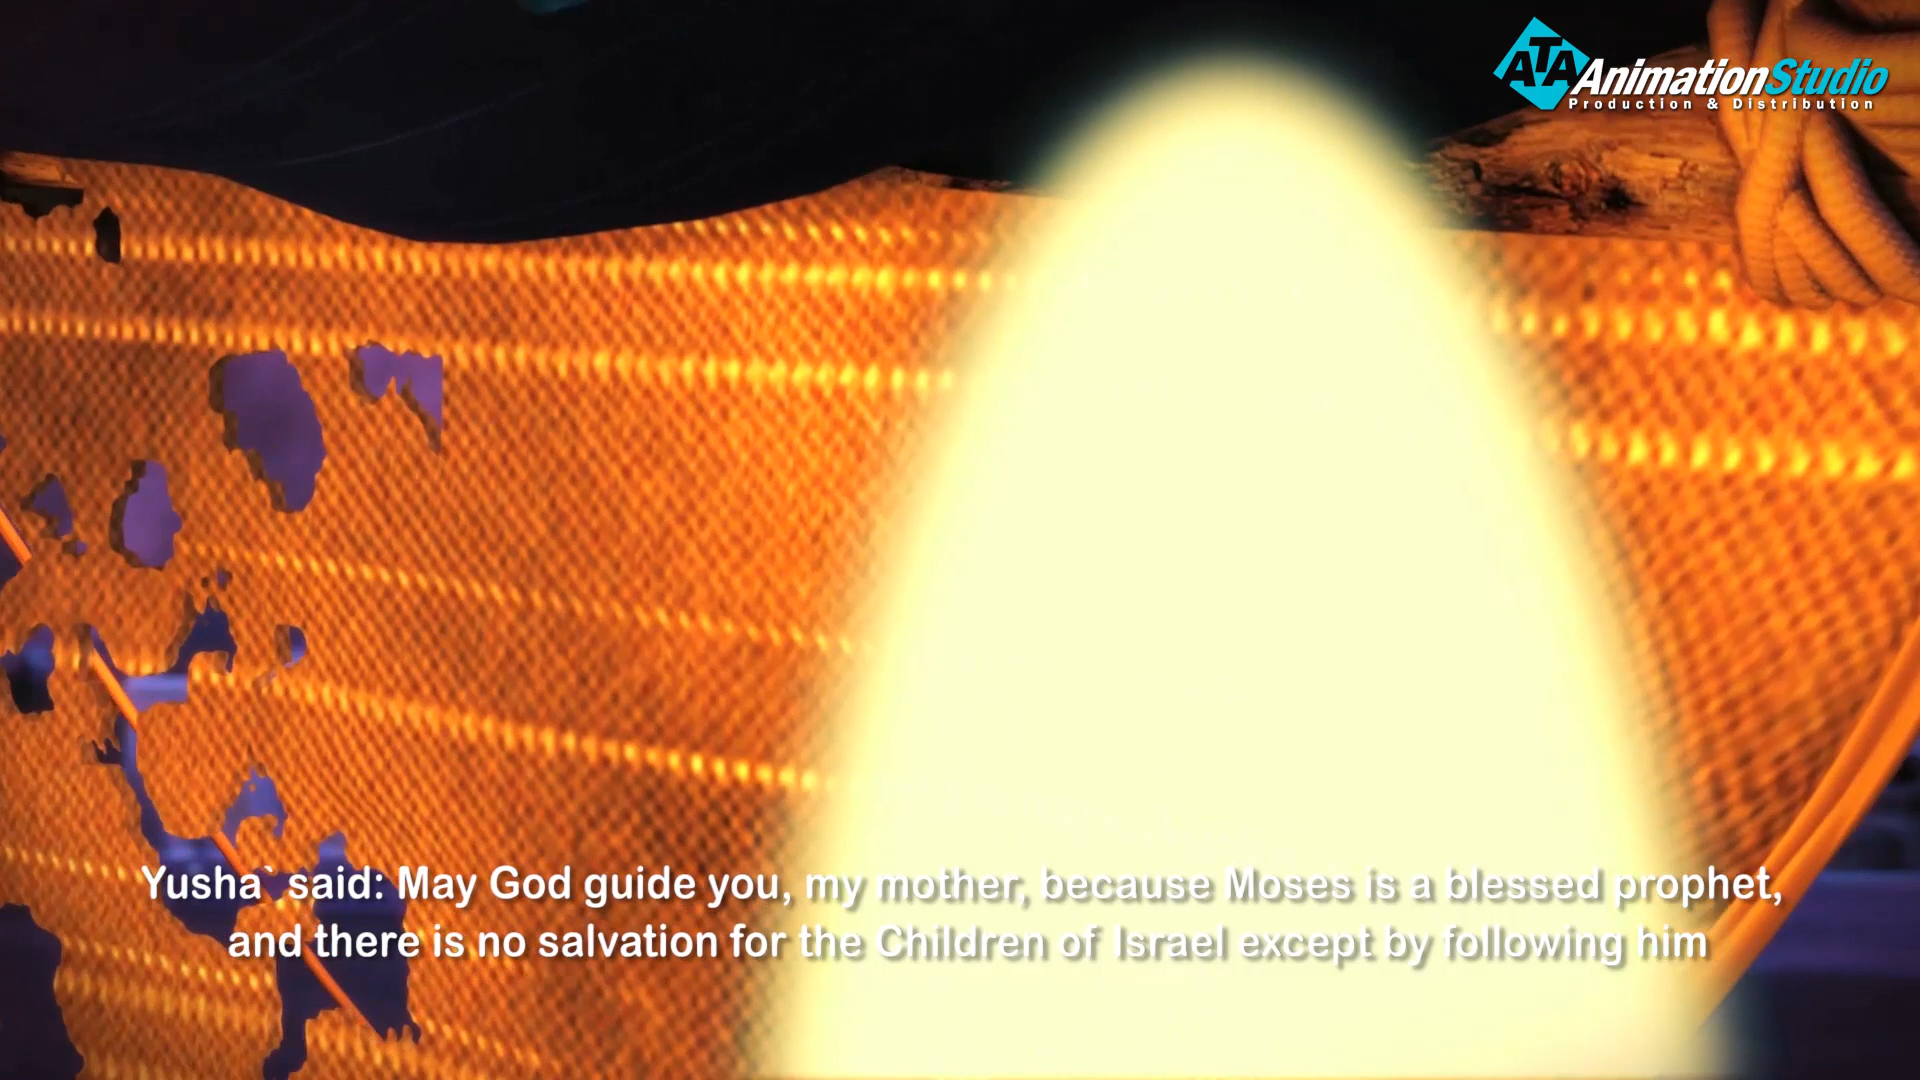 ATA AnimationStudio
Production & Distribution
Yusha` said: May God guide you, my mother, because Moses is a blessed prophet,
and there is no salvation for the Children of Israel except by following him